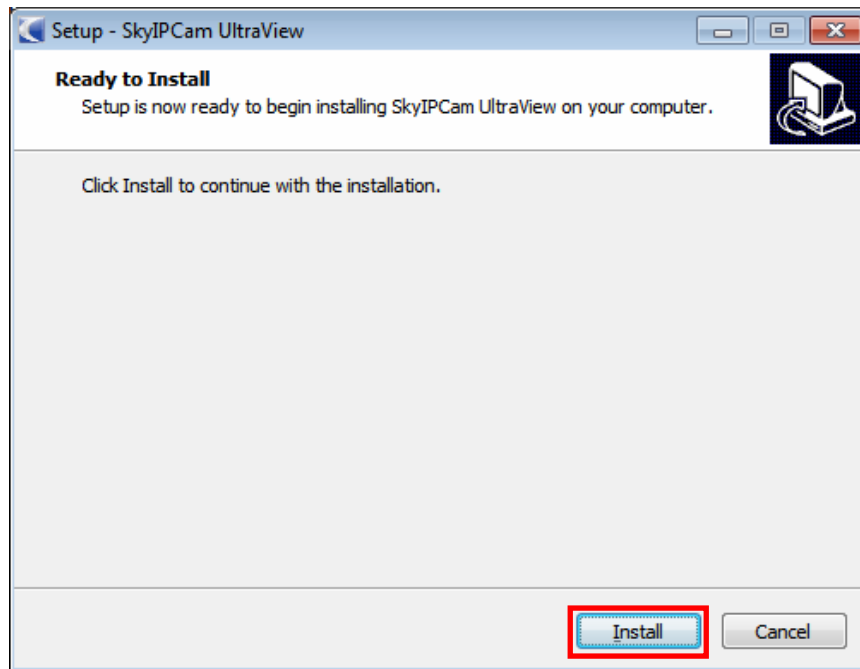 Setup - SkyIPCam UltraView
Ready to Install
Setup is now ready to begin installing SkyIPCam UltraView on your computer.
Click Install to continue with the installation.
Install
Cancel